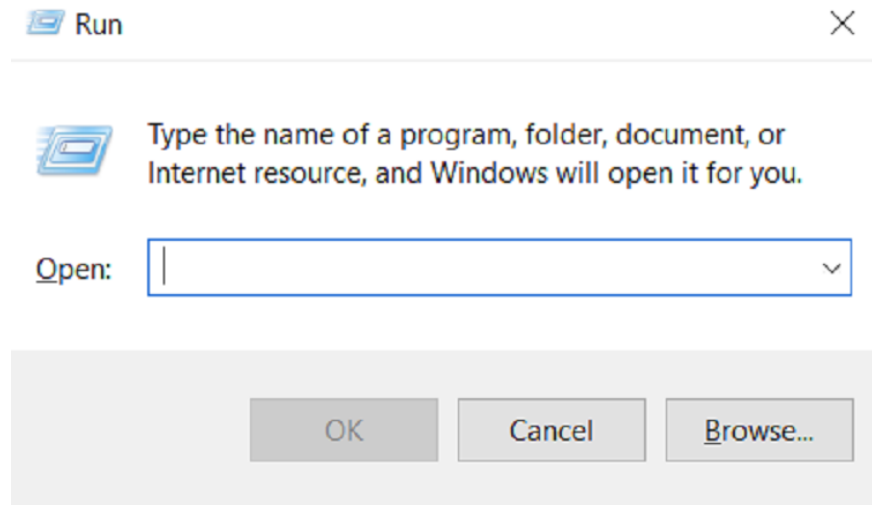 Run
Type the name of a program, folder, document, or
Internet resource, and Windows will open it for you.
Open:
OK Cancel Browse...